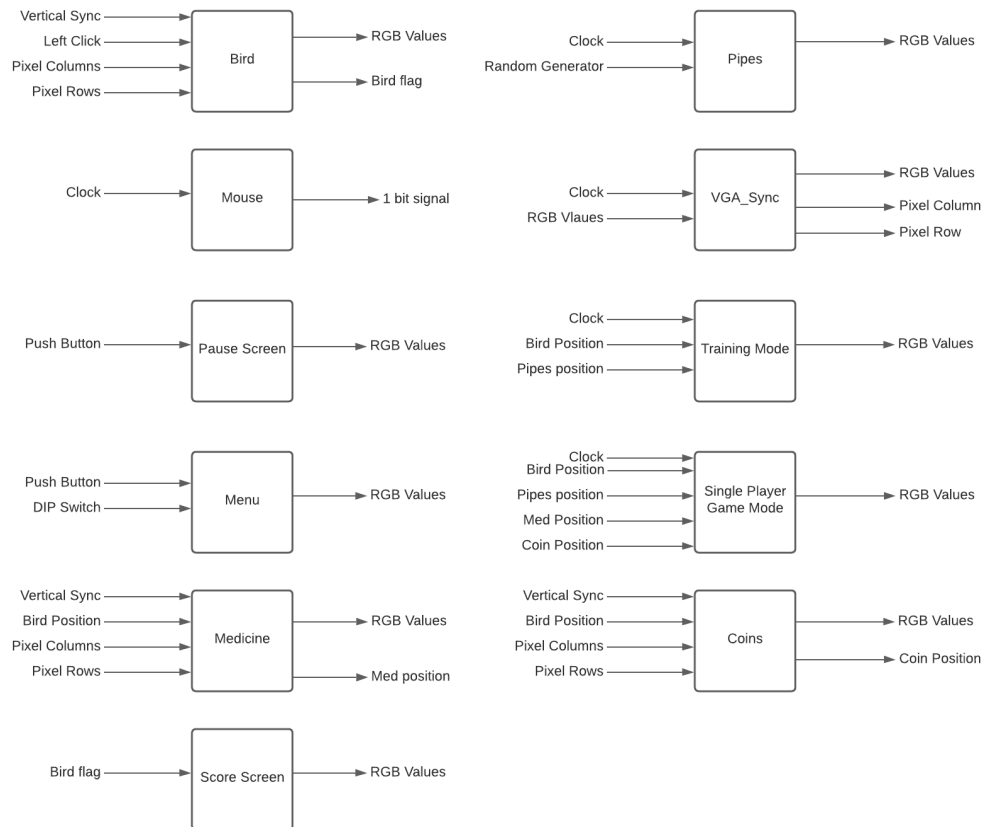 Vertical Sync
Left Click
Pixel Columns
Pixel Rows
Bird
RGB Values
Bird flag
Clock
Random Generator
Pipes
RGB Values
Clock
Mouse
1 bit signal
Clock
RGB Vlaues
VGA_Sync
RGB Values
Pixel Column
Pixel Row
Push Button
Pause Screen
RGB Values
Clock
Bird Position
Pipes position
Training Mode
RGB Values
Push Button
DIP Switch
Menu
RGB Values
Clock
Bird Position
Pipes position
Med Position
Coin Position
Single Player
Game Mode
RGB Values
Vertical Sync
Bird Position
Pixel Columns
Pixel Rows
Medicine
RGB Values
Med position
Vertical Sync
Bird Position
Pixel Columns
Pixel Rows
Coins
RGB Values
Coin Position
Bird flag
Score Screen
RGB Values